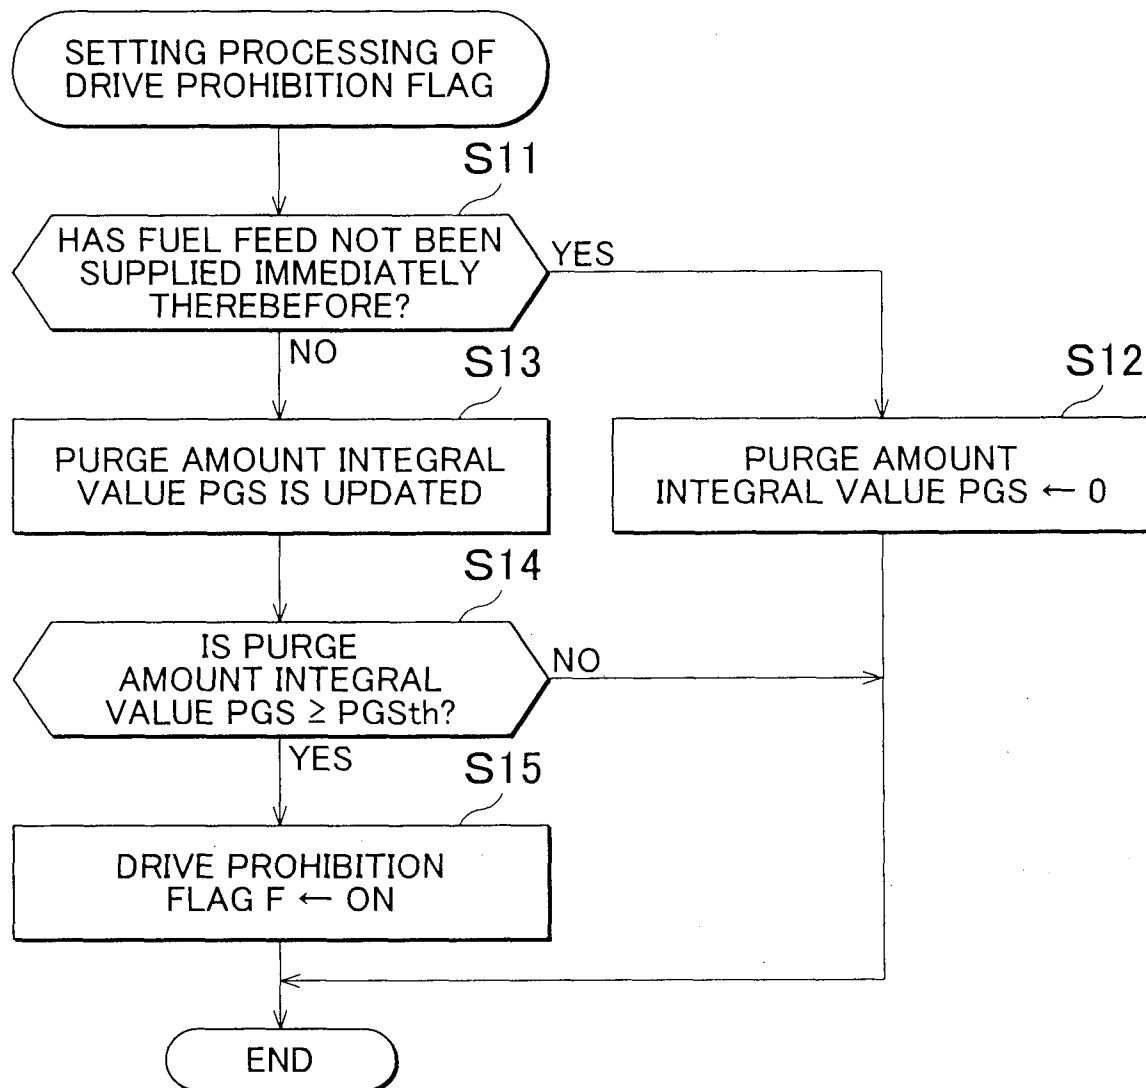 SETTING PROCESSING OF
DRIVE PROHIBITION FLAG
S11
HAS FUEL FEED NOT BEEN
SUPPLIED IMMEDIATELY
THEREBEFORE?
YES
NO
S13
PURGE AMOUNT INTEGRAL
VALUE PGS IS UPDATED
S12
PURGE AMOUNT
INTEGRAL VALUE PGS ← 0
S14
IS PURGE
AMOUNT INTEGRAL
VALUE PGS ≥ PGSth?
NO
YES
S15
DRIVE PROHIBITION
FLAG F ← ON
END